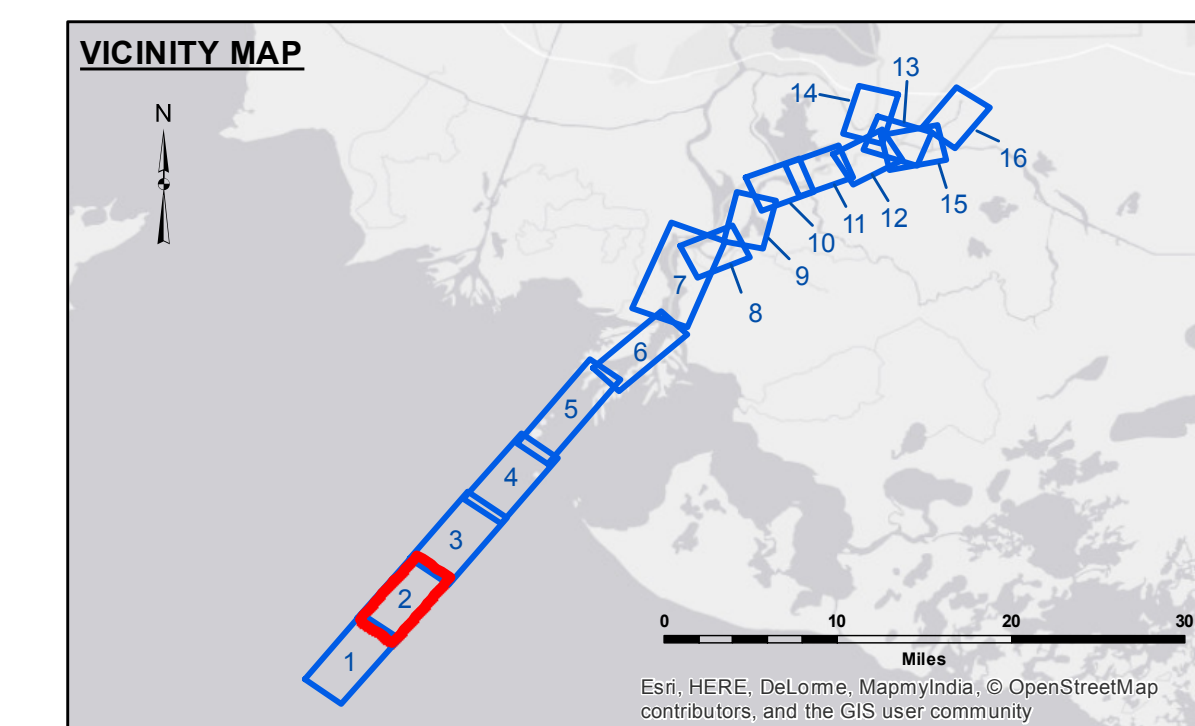 VICINITY MAP
N
13
14
16
15
12
11
10
9
8
7
6
5
4
3
2
1
0 10 20 30
Miles
Esri, HERE, DeLorme, MapmyIndia, © OpenStreetMap
contributors, and the GIS user community